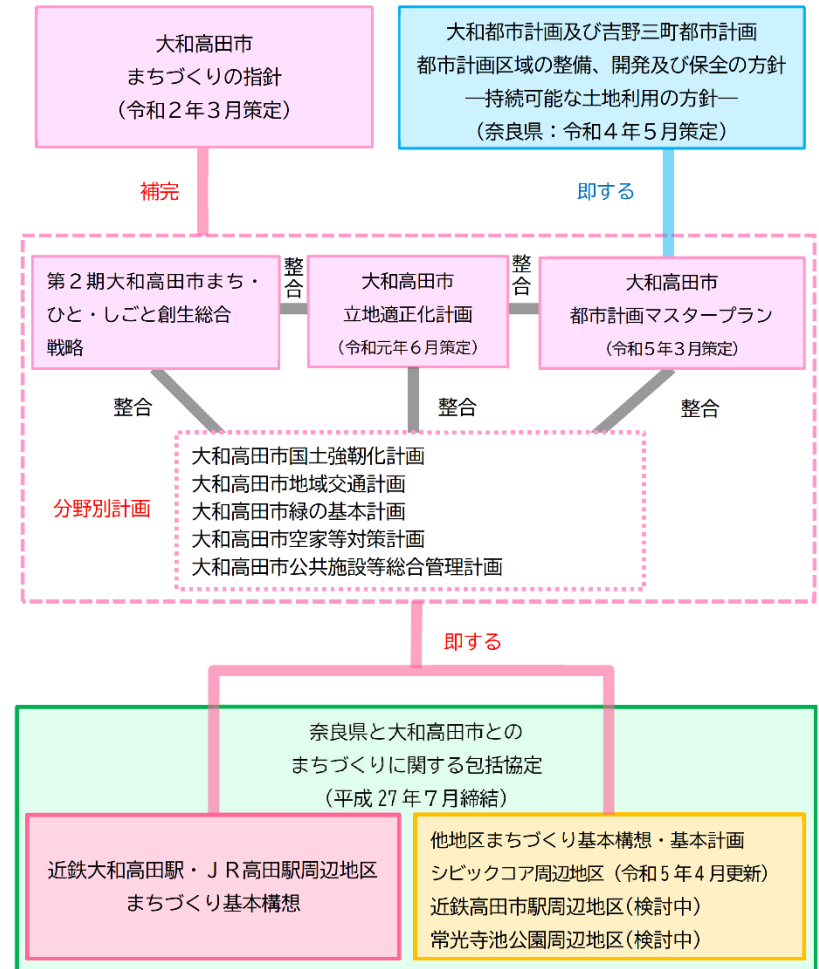 大和高田市
まちづくりの指針
（令和２年３月策定）
大和都市計画及び吉野三町都市計画
都市計画区域の整備、開発及び保全の方針
―持続可能な土地利用の方針―
（奈良県：令和４年５月策定）
補完
即する
第２期大和高田市まち・
ひと・しごと創生総合
戦略
整合
大和高田市
立地適正化計画
（令和元年６月策定）
整合
大和高田市
都市計画マスタープラン
（令和５年３月策定）
整合
整合
整合
分野別計画
大和高田市国土強靭化計画
大和高田市地域交通計画
大和高田市緑の基本計画
大和高田市空家等対策計画
大和高田市公共施設等総合管理計画
即する
奈良県と大和高田市との
まちづくりに関する包括協定
（平成27年７月締結）
近鉄大和高田駅・ＪＲ高田駅周辺地区
まちづくり基本構想
他地区まちづくり基本構想・基本計画
シビックコア周辺地区（令和5年4月更新）
近鉄高田市駅周辺地区(検討中)
常光寺池公園周辺地区(検討中)